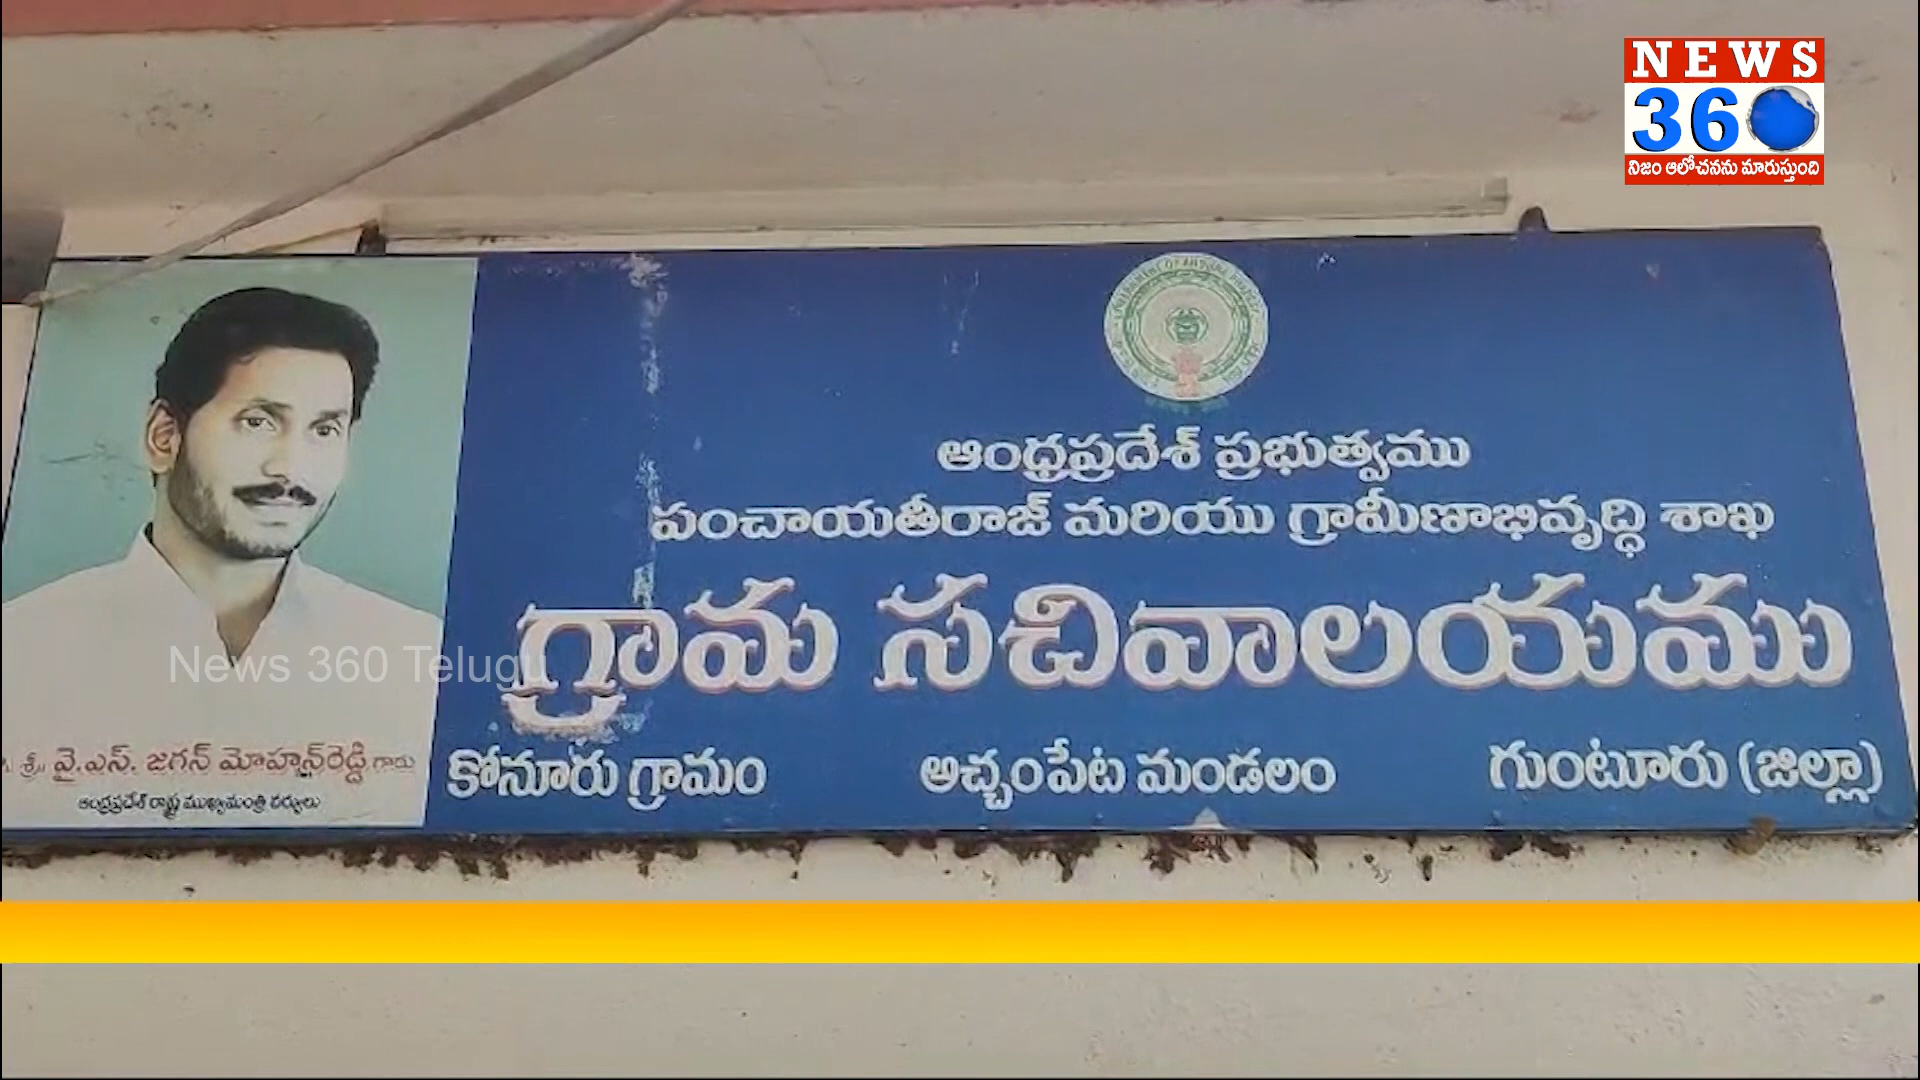 NEWS
360
నిజం ఆలోచనను మారుస్తుంది
ఆంధ్రప్రదేశ్ ప్రభుత్వము
పంచాయతీరాజ్ మరియు గ్రామీణాభివృద్ధి శాఖ
గ్రామ సచివాలయము
News 360 Telugu
శ్రీ వై.ఎస్. జగన్ మోహన్‌రెడ్డి గారు
ఆంధ్రప్రదేశ్ రాష్ట్ర ముఖ్యమంత్రి వర్యులు
కోనూరు గ్రామం అచ్చంపేట మండలం గుంటూరు (జిల్లా)